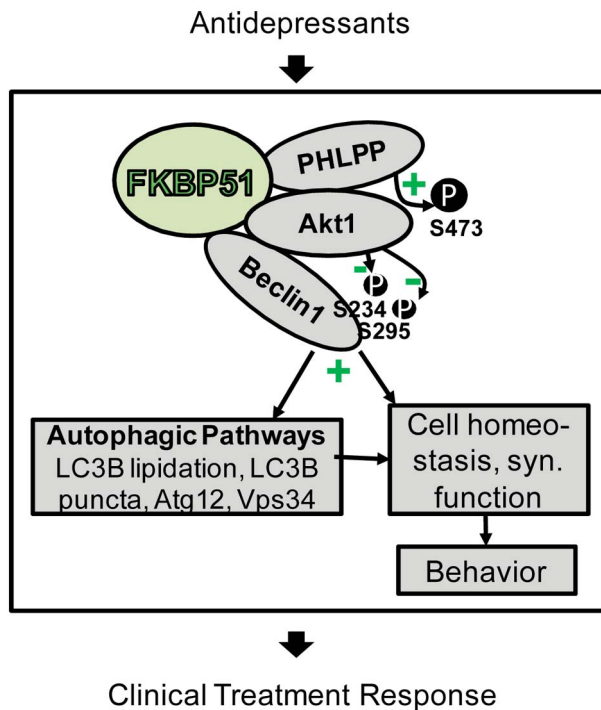 Antidepressants
FKBP51
PHLPP
+
P
S473
Akt1
Beclin1
-
-
P
S234
P
S295
+
Autophagic Pathways
LC3B lipidation, LC3B
puncta, Atg12, Vps34
Cell homeo-
stasis, syn.
function
Behavior
Clinical Treatment Response